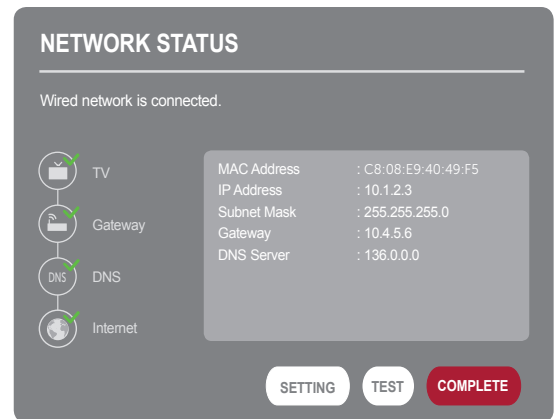 NETWORK STATUS
Wired network is connected.
TV
Gateway
DNS DNS
Internet
MAC Address : C8:08:E9:40:49:F5
IP Address : 10.1.2.3
Subnet Mask : 255.255.255.0
Gateway : 10.4.5.6
DNS Server : 136.0.0.0
SETTING TEST COMPLETE